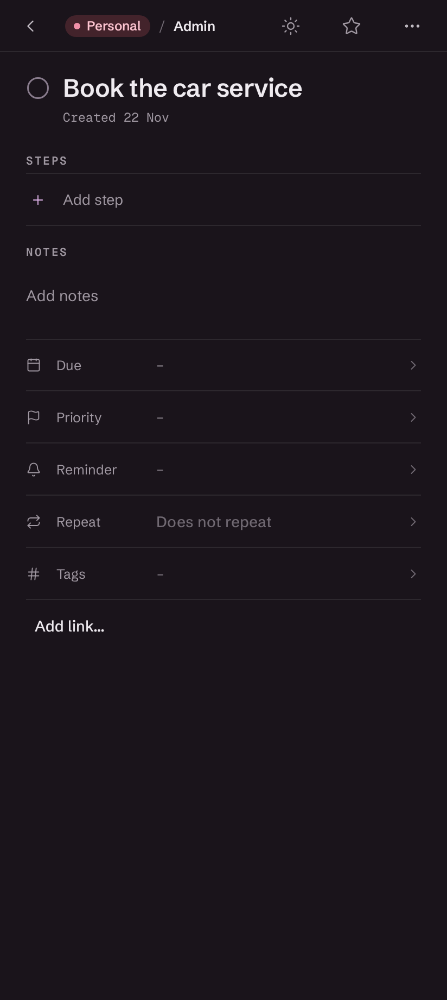 Personal / Admin
Book the car service
Created 22 Nov
STEPS
+ Add step
NOTES
Add notes
Due –
Priority –
Reminder –
Repeat Does not repeat
Tags –
Add link...